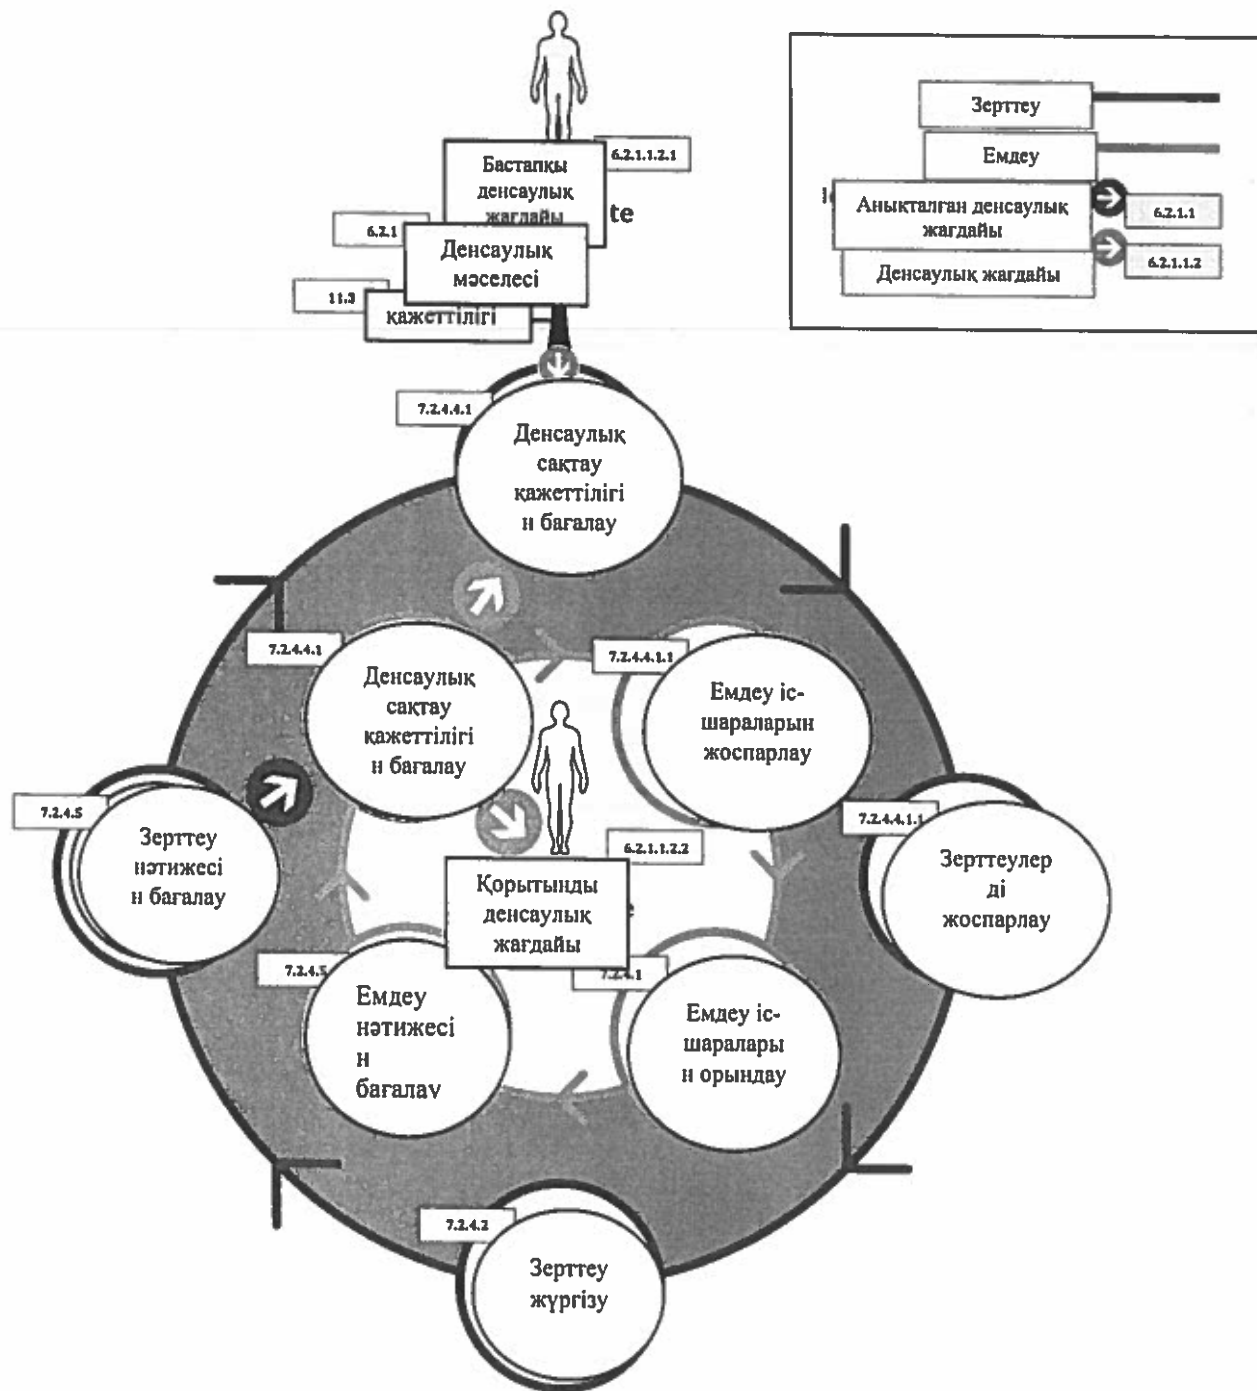 6.2.1.1.2.1
Бастапқы
денсаулық
жағдайы
te
6.2.1
Денсаулық
мәселесі
11.3
қажеттілігі
Зерттеу
Емдеу
Анықталған денсаулық
жағдайы
6.2.1.1
Денсаулық жағдайы
6.2.1.1.2
7.2.4.4.1
Денсаулық
сақтау
қажеттілігі
н бағалау
7.2.4.4.1
Денсаулық
сақтау
қажеттілігі
н бағалау
7.2.4.4.1.1
Емдеу іс-
шараларын
жоспарлау
7.2.4.5
Зерттеу
нәтижесі
н бағалау
7.2.4.4.1.1
Зерттеулер
ді
жоспарлау
6.2.1.1.2.2
Қорытынды
денсаулық
жағдайы
e
7.2.4.5
Емдеу
нәтижесі
н
бағалау
7.2.4.1
Емдеу іс-
шаралары
н орындау
7.2.4.2
Зерттеу
жүргізу